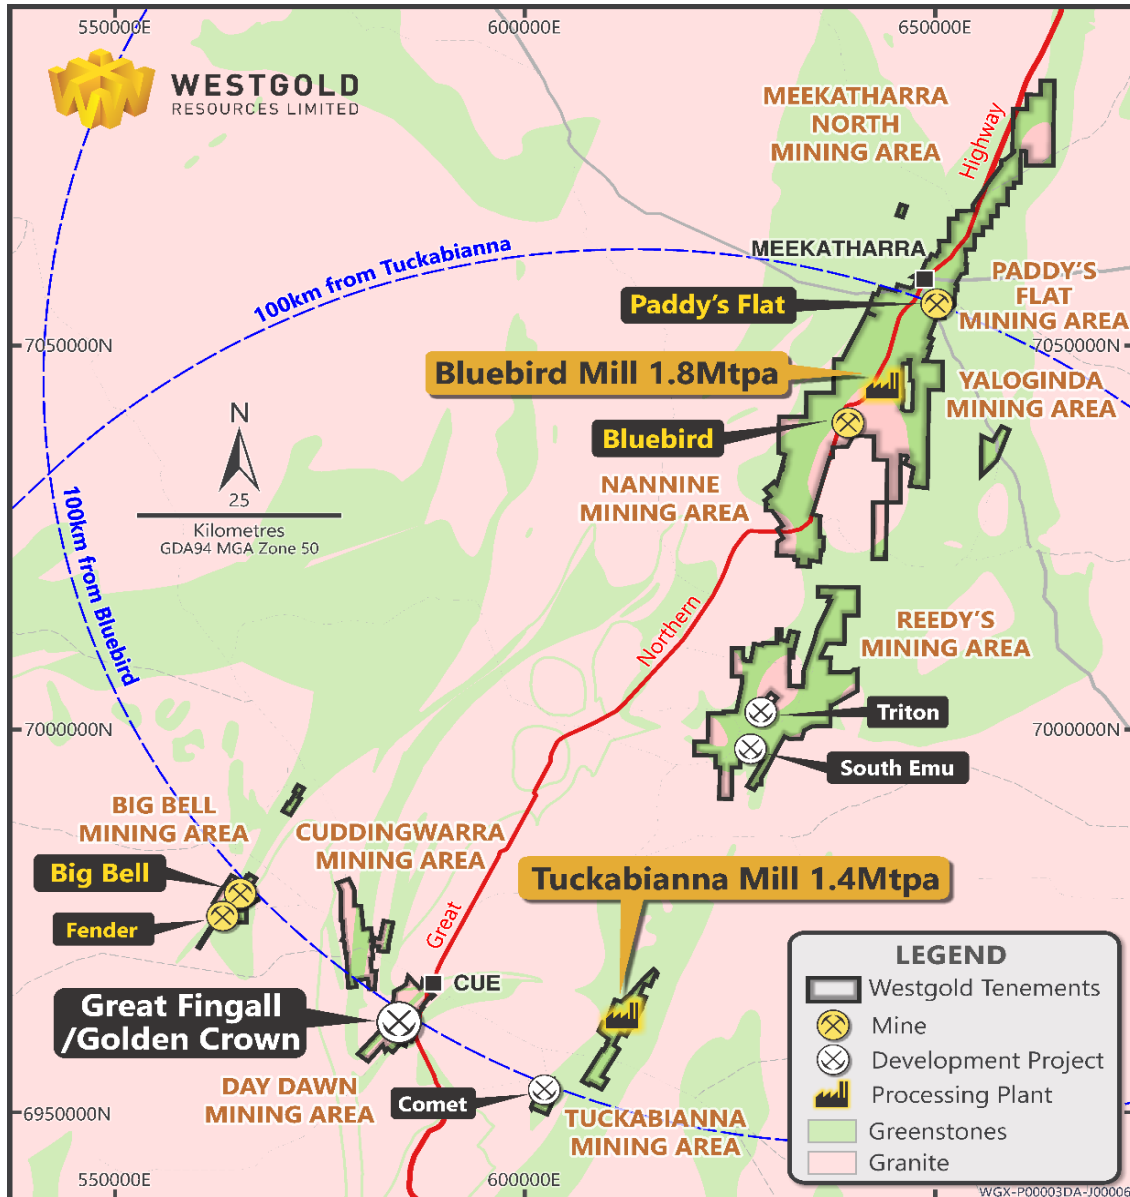 550000E
600000E
650000E
WESTGOLD
RESOURCES LIMITED
MEEKATHARRA
NORTH
MINING AREA
Highway
100km from Tuckabianna
MEEKATHARRA
PADDY'S
FLAT
MINING AREA
Paddy's Flat
7050000N
7050000N
Bluebird Mill 1.8Mtpa
YALOGINDA
MINING AREA
N
25
Kilometres
GDA94 MGA Zone 50
Bluebird
NANNINE
MINING AREA
100km from Bluebird
Northern
REEDY'S
MINING AREA
Triton
7000000N
7000000N
South Emu
BIG BELL
MINING AREA
CUDDINGWARRA
MINING AREA
Big Bell
Fender
Tuckabianna Mill 1.4Mtpa
Great
CUE
Great Fingall
/Golden Crown
DAY DAWN
MINING AREA
Comet
TUCKABIANNA
MINING AREA
6950000N
LEGEND
Westgold Tenements
Mine
Development Project
Processing Plant
Greenstones
Granite
550000E
600000E
WGX-P00003DA-J00006